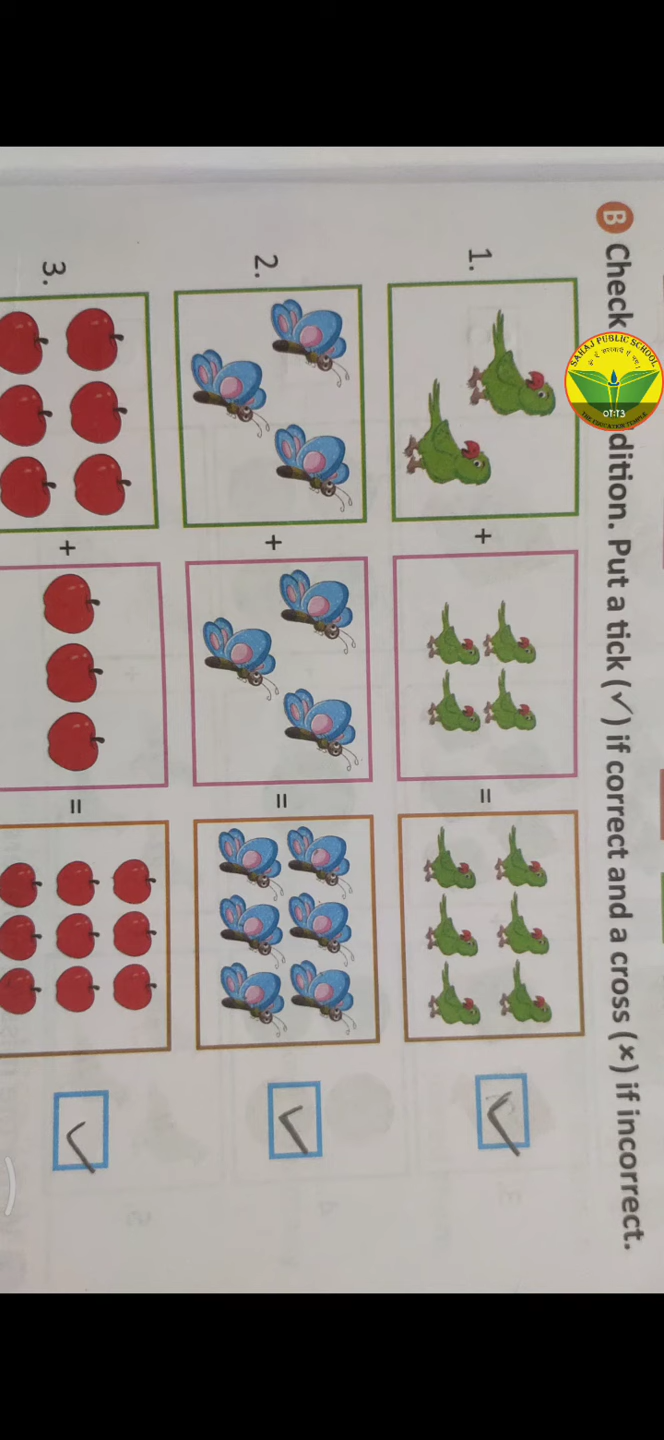 B Check dition. Put a tick (✓) if correct and a cross (×) if incorrect.
SAHAJ PUBLIC SCHOOL
01:13
THE EDUCATION TEMPLE
1. + =
2. + =
3. + =